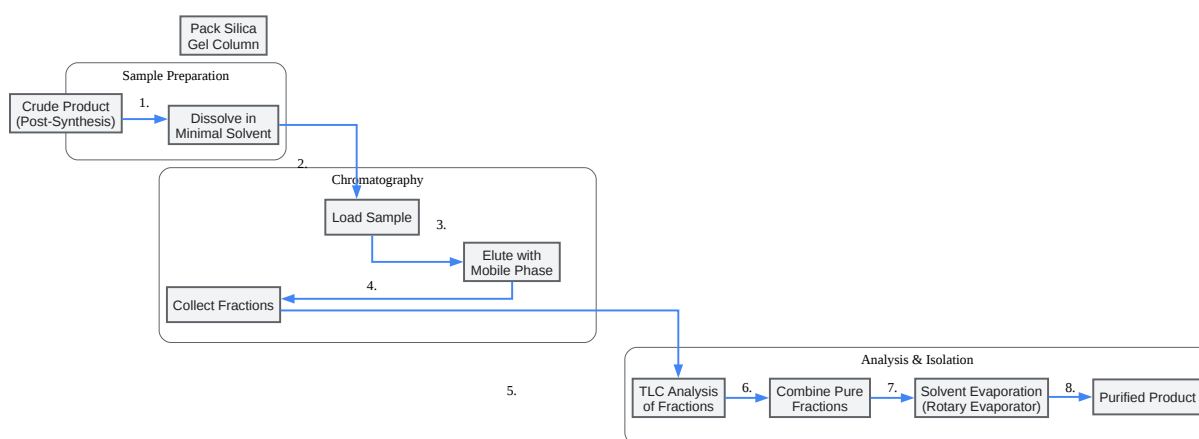 Pack Silica
Gel Column
Sample Preparation
Crude Product
(Post-Synthesis)
1.
Dissolve in
Minimal Solvent
2.
Chromatography
Load Sample
3.
Elute with
Mobile Phase
4.
Collect Fractions
5.
Analysis & Isolation
TLC Analysis
of Fractions
6.
Combine Pure
Fractions
7.
Solvent Evaporation
(Rotary Evaporator)
8.
Purified Product